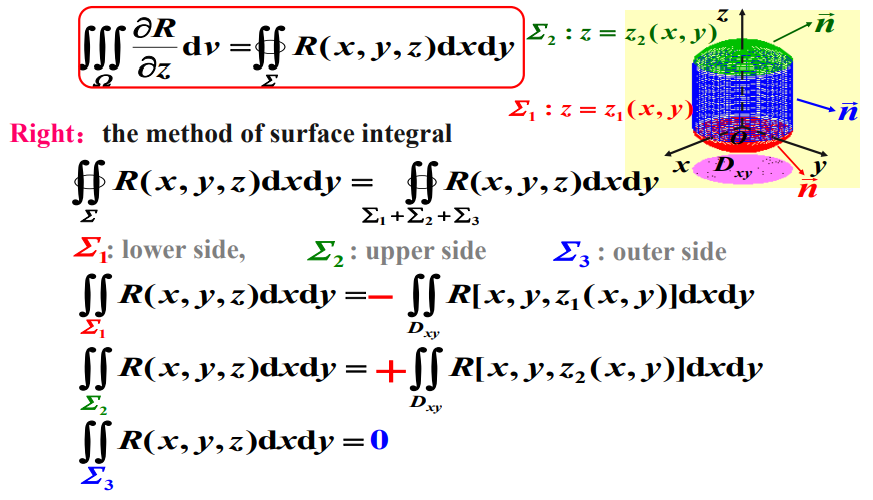 ∭_Ω ∂R/∂z dv = ∯_Σ R(x, y, z)dxdy
Σ₂ : z = z₂(x, y)
Σ₁ : z = z₁(x, y)
z
n⃗
n⃗
o
x
D_xy
y
n⃗
Right： the method of surface integral
∯_Σ R(x, y, z)dxdy = ∯_{Σ₁+Σ₂+Σ₃} R(x, y, z)dxdy
Σ₁: lower side, Σ₂ : upper side Σ₃ : outer side
∬_{Σ₁} R(x, y, z)dxdy = − ∬_{D_xy} R[x, y, z₁(x, y)]dxdy
∬_{Σ₂} R(x, y, z)dxdy = + ∬_{D_xy} R[x, y, z₂(x, y)]dxdy
∬_{Σ₃} R(x, y, z)dxdy = 0